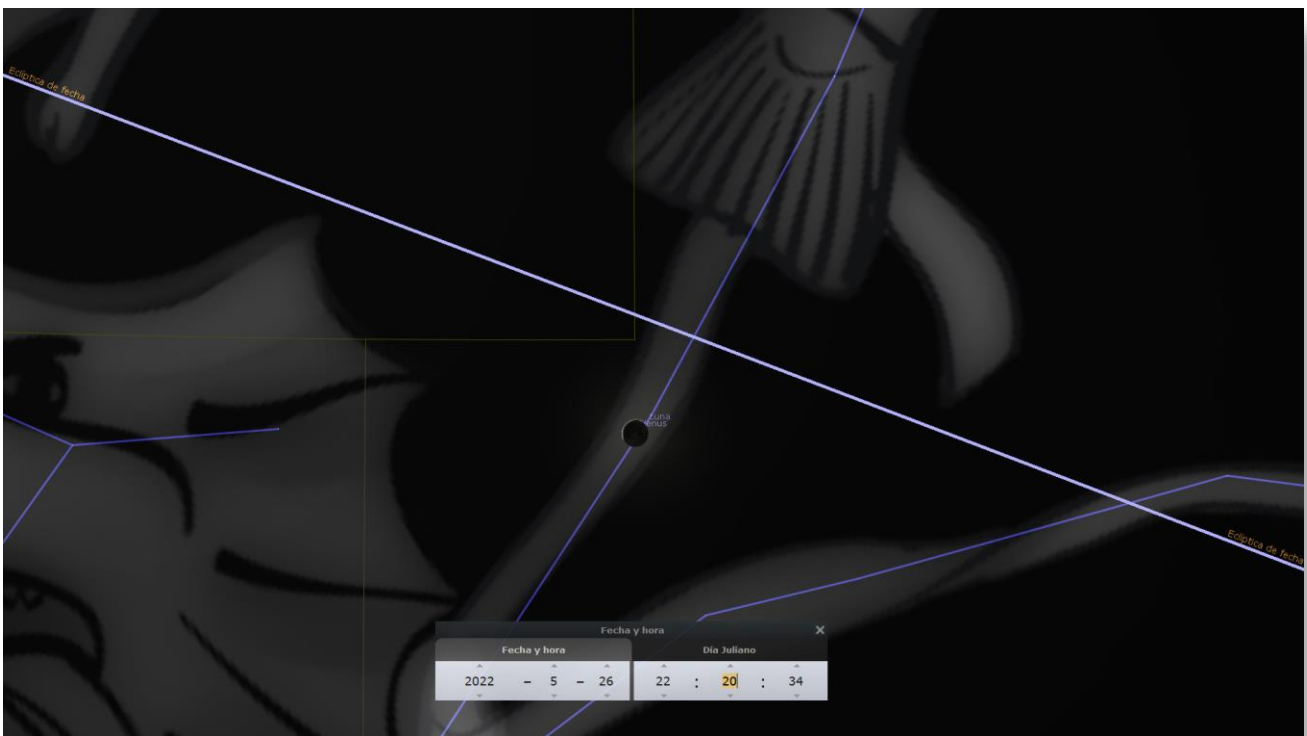 Eclíptica de fecha
Luna
Venus
Eclíptica de fecha
Fecha y hora ×
Fecha y hora Día Juliano
2022 – 5 – 26 22 : 20 : 34